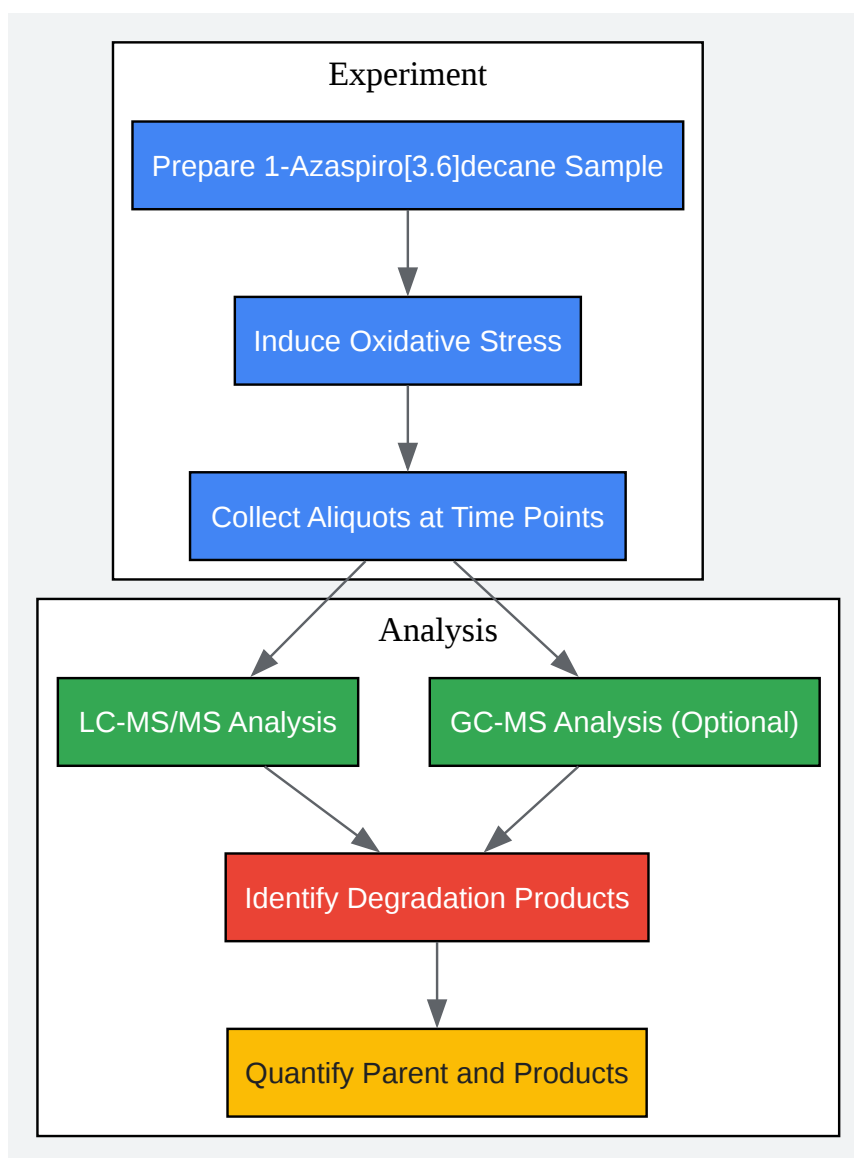 Experiment
Prepare 1-Azaspiro[3.6]decane Sample
Induce Oxidative Stress
Collect Aliquots at Time Points
Analysis
LC-MS/MS Analysis
GC-MS Analysis (Optional)
Identify Degradation Products
Quantify Parent and Products